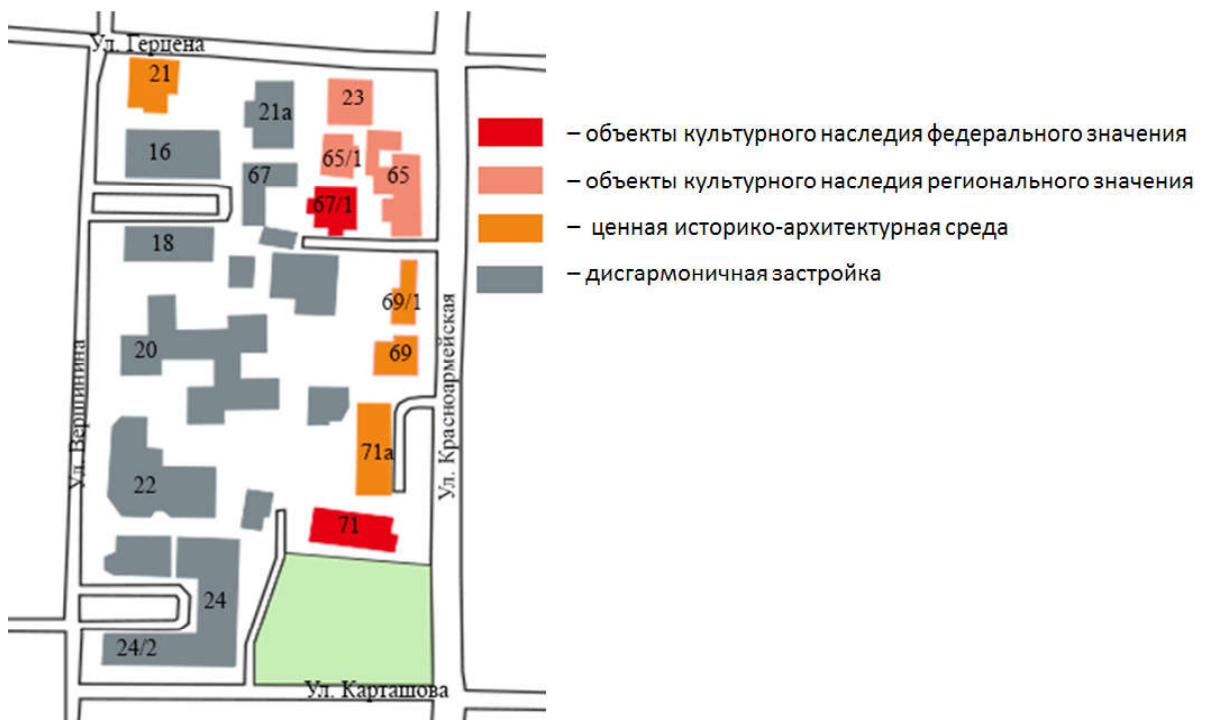 Ул. Герцена
21
21а
23
16
65/1
67
65
67/1
18
69/1
20
69
Ул. Вершинина
Ул. Красноармейская
71а
22
71
24
24/2
Ул. Карташова
– объекты культурного наследия федерального значения
– объекты культурного наследия регионального значения
– ценная историко-архитектурная среда
– дисгармоничная застройка